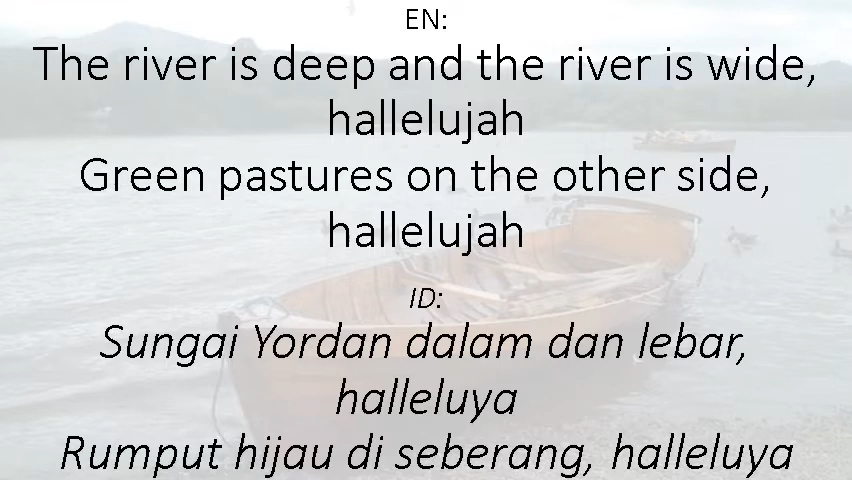 EN:
The river is deep and the river is wide,
hallelujah
Green pastures on the other side,
hallelujah
ID:
Sungai Yordan dalam dan lebar,
halleluya
Rumput hijau di seberang, halleluya